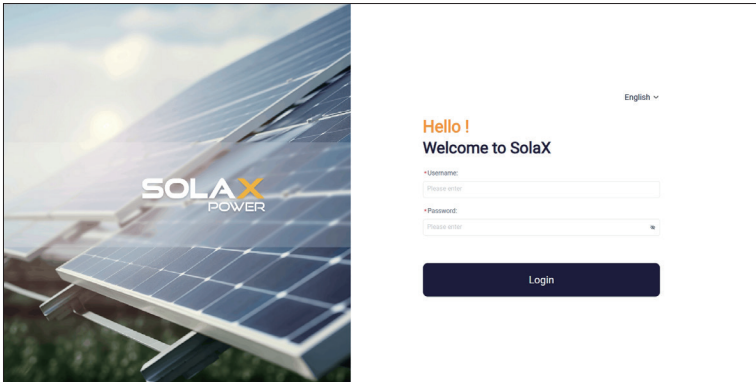 SOLAX
POWER
English
Hello !
Welcome to SolaX
*Username:
Please enter
*Password:
Please enter
Login